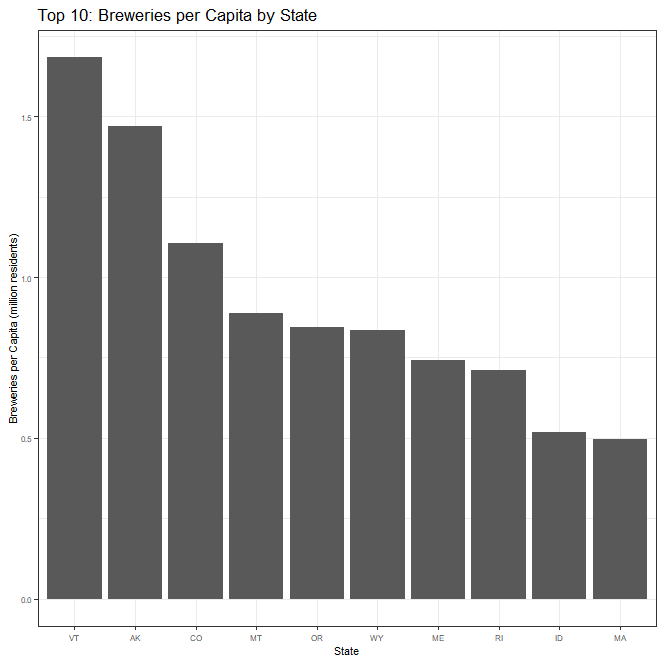 Top 10: Breweries per Capita by State
Breweries per Capita (million residents)
1.5
1.0
0.5
0.0
VT AK CO MT OR WY ME RI ID MA
State